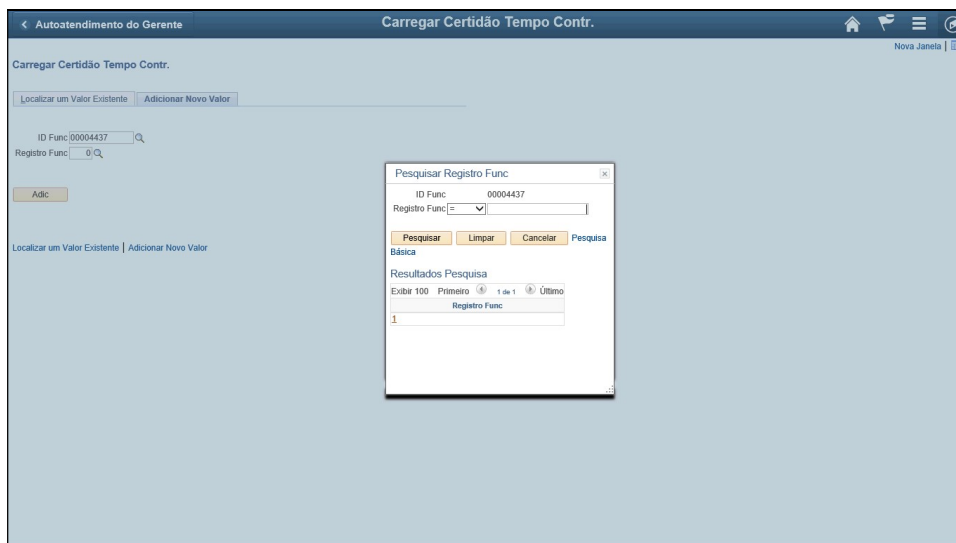 Autoatendimento do Gerente
Carregar Certidão Tempo Contr.
Nova Janela |
Carregar Certidão Tempo Contr.
Localizar um Valor Existente
Adicionar Novo Valor
ID Func 00004437
Registro Func 0
Adic
Localizar um Valor Existente | Adicionar Novo Valor
Pesquisar Registro Func
ID Func 00004437
Registro Func =
Pesquisar Limpar Cancelar Pesquisa
Básica
Resultados Pesquisa
Exibir 100 Primeiro 1 de 1 Último
Registro Func
1